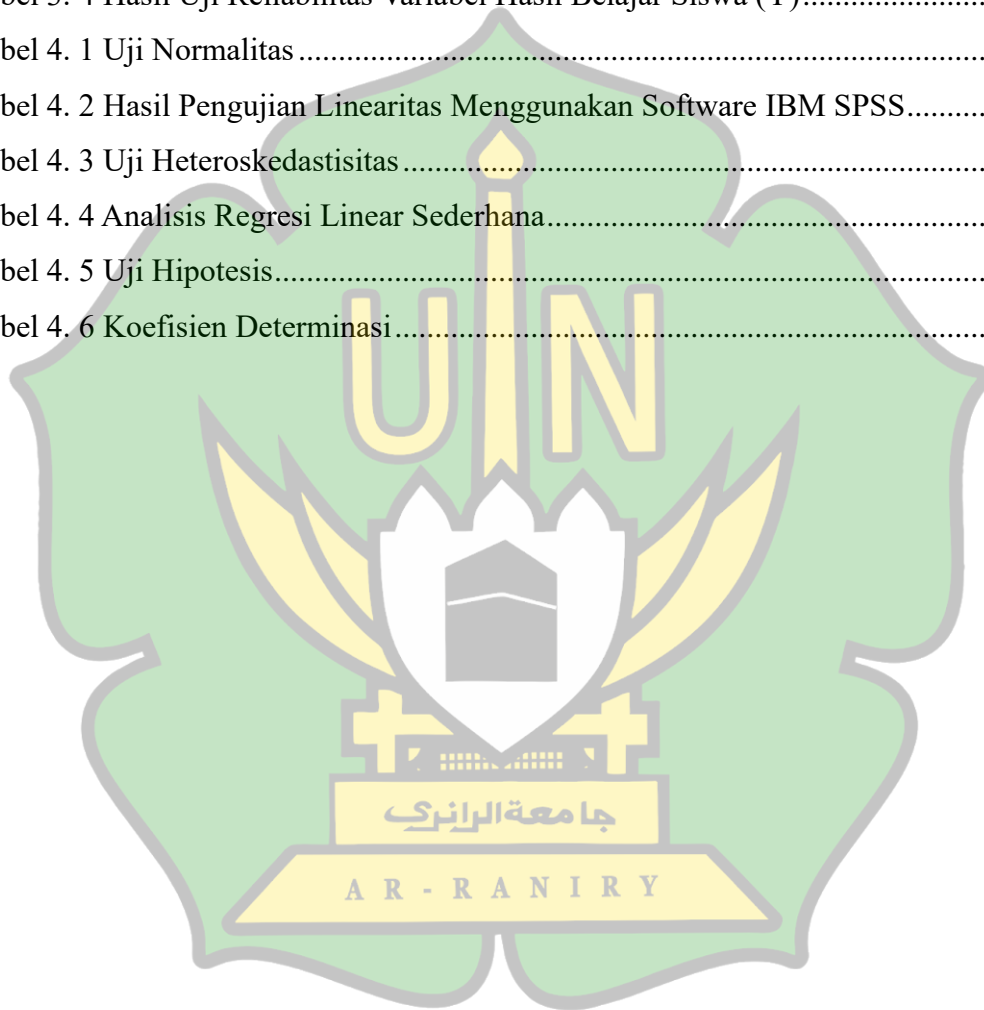 bel 3. 4 Hasil Uji Reliabilitas Variabel Hasil Belajar Siswa (Y)
bel 4. 1 Uji Normalitas
bel 4. 2 Hasil Pengujian Linearitas Menggunakan Software IBM SPSS
bel 4. 3 Uji Heteroskedastisitas
bel 4. 4 Analisis Regresi Linear Sederhana
bel 4. 5 Uji Hipotesis
bel 4. 6 Koefisien Determinasi
UIN
جامعة الرانري
AR-RANIRY